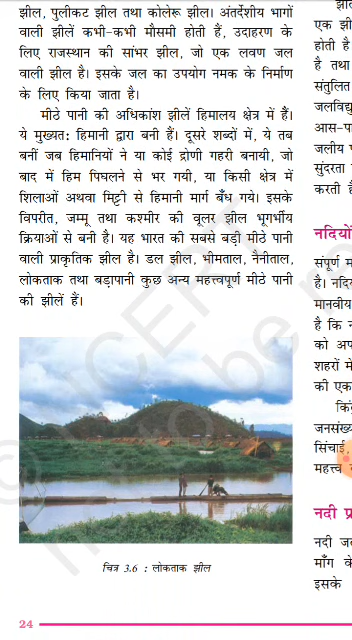 झील, पुलीकट झील तथा कोलेरू झील। अंतर्देशीय भागों
वाली झीलें कभी-कभी मौसमी होती हैं, उदाहरण के
लिए राजस्थान की सांभर झील, जो एक लवण जल
वाली झील है। इसके जल का उपयोग नमक के निर्माण
के लिए किया जाता है।
मीठे पानी की अधिकांश झीलें हिमालय क्षेत्र में हैं।
ये मुख्यत: हिमानी द्वारा बनी हैं। दूसरे शब्दों में, ये तब
बनीं जब हिमानियों ने या कोई द्रोणी गहरी बनायी, जो
बाद में हिम पिघलने से भर गयी, या किसी क्षेत्र में
शिलाओं अथवा मिट्टी से हिमानी मार्ग बँध गये। इसके
विपरीत, जम्मू तथा कश्मीर की वूलर झील भूगर्भीय
क्रियाओं से बनी है। यह भारत की सबसे बड़ी मीठे पानी
वाली प्राकृतिक झील है। डल झील, भीमताल, नैनीताल,
लोकताक तथा बड़ापानी कुछ अन्य महत्त्वपूर्ण मीठे पानी
की झीलें हैं।
चित्र 3.6 : लोकताक झील
24
एक झी
होती है
है तथा
संतुलित
जलविद्यु
आस-पा
जलीय प
सुंदरता
करती है
नदियों
संपूर्ण म
है। नदिय
मानवीय
है कि न
को अप
शहरों में
की एक
किं
जनसंख्य
सिंचाई,
महत्त्व
नदी प्र
नदी जल
माँग के
इसके
© NCERT
not to be